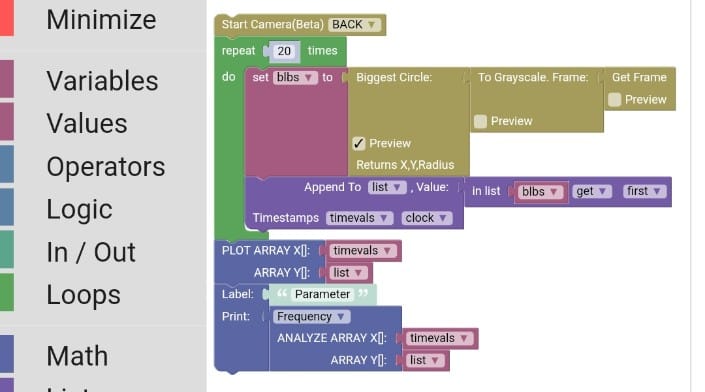 Minimize
Variables
Values
Operators
Logic
In / Out
Loops
Math
Start Camera(Beta) BACK ▼
repeat 20 times
do set blbs ▼ to Biggest Circle: To Grayscale. Frame: Get Frame
Preview
Preview
✓ Preview
Returns X,Y,Radius
Append To list ▼ , Value: in list blbs ▼ get ▼ first ▼
Timestamps timevals ▼ clock ▼
PLOT ARRAY X[]: timevals ▼
ARRAY Y[]: list ▼
Label: “ Parameter ”
Print: Frequency ▼
ANALYZE ARRAY X[]: timevals ▼
ARRAY Y[]: list ▼